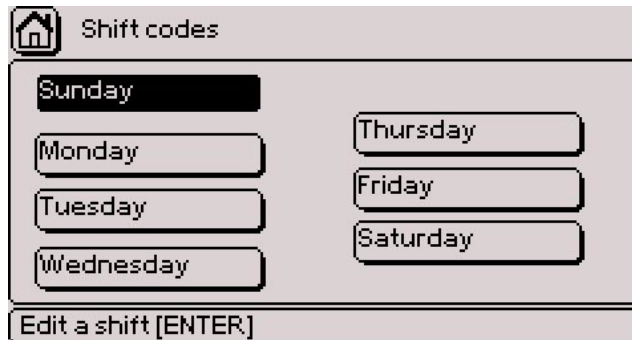 Shift codes
Sunday
Monday
Tuesday
Wednesday
Thursday
Friday
Saturday
Edit a shift [ENTER]